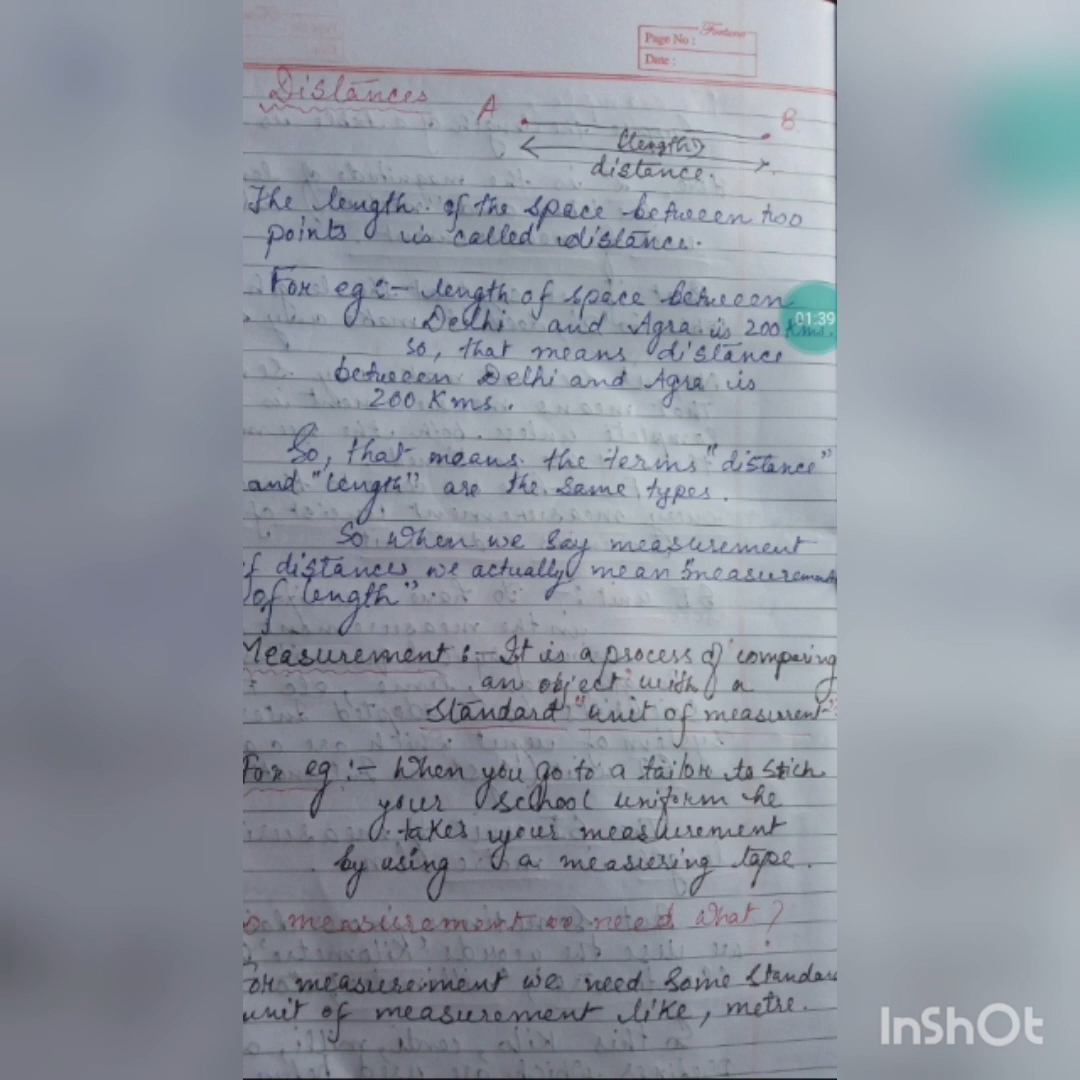 Fortune
Page No :
Date :
Distances
A B
(length)
distance.
The length of the space between two
points is called distance.
For eg :- length of space between
Delhi and Agra is 200 Kms.
01:39
so, that means distance
between Delhi and Agra is
200 Kms.
So, that means the terms "distance"
and "length" are the same types.
So when we say measurement
f distances we actually mean "measurement
of length"
Measurement :- It is a process of comparing
an object with a
standard "unit of measurent"
For eg :- When you go to a tailor to stich
your school uniform he
takes your measurement
by using a measuring tape.
measurement we need what?
or measurement we need some standard
unit of measurement like, metre.
InShOt